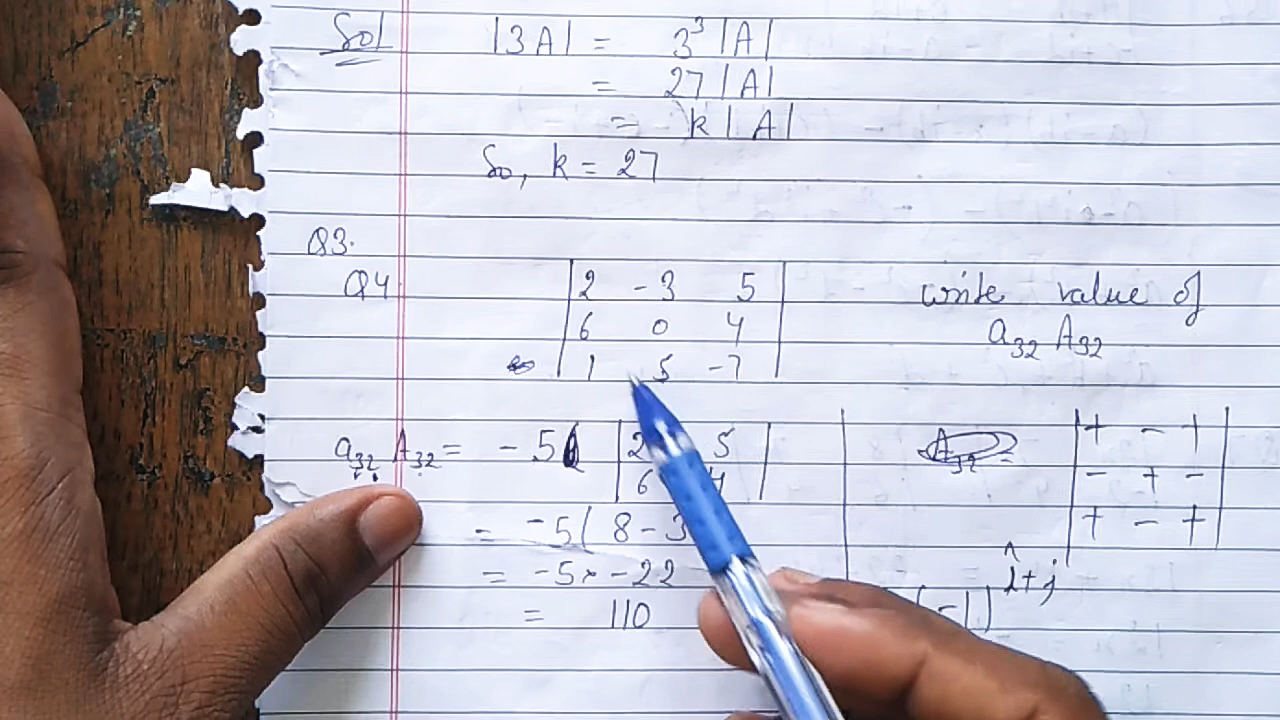 Sol |3A| = 3³ |A|
= 27 |A|
= k |A|
So, k = 27
Q3.
Q4 |2 -3 5| write value of
|6 0 4| a₃₂ A₃₂
|1 5 -7|
a₃₂ A₃₂ = -5 |2 5| | + - +|
|6 4| |- + -|
|+ - +|
= -5( 8 - 3
= -5 × -22 (-1)^i+j
= 110